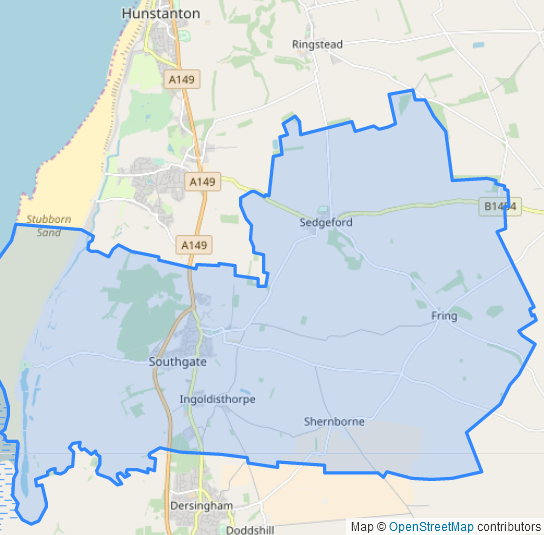 Hunstanton
Ringstead
A149
A149
Stubborn
Sand
B1454
Sedgeford
A149
Fring
Southgate
Ingoldisthorpe
Shernborne
Dersingham
Doddshill
Map © OpenStreetMap contributors